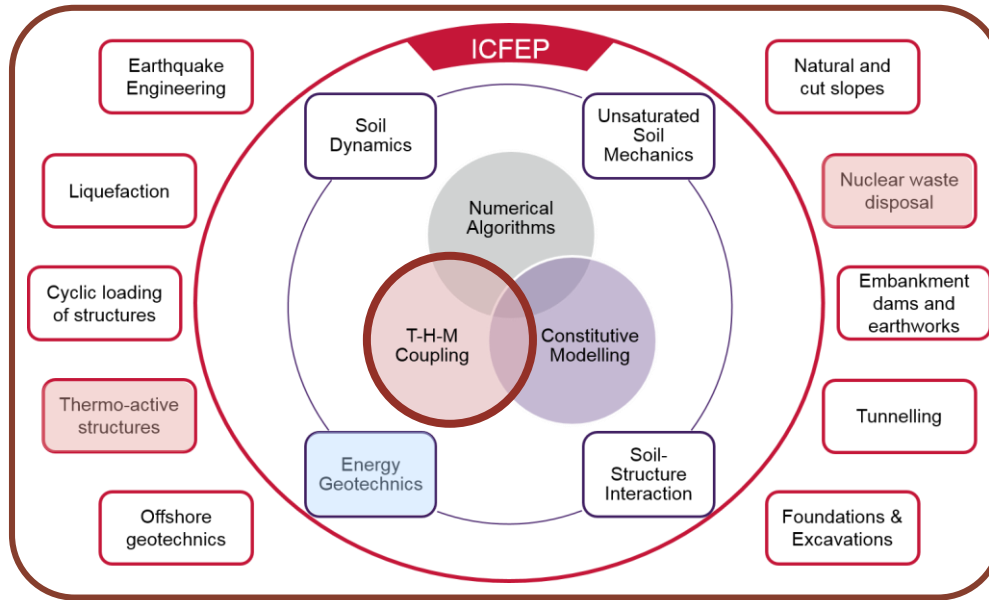 ICFEP
Earthquake
Engineering
Liquefaction
Cyclic loading
of structures
Thermo-active
structures
Offshore
geotechnics
Soil
Dynamics
Unsaturated
Soil
Mechanics
Numerical
Algorithms
T-H-M
Coupling
Constitutive
Modelling
Energy
Geotechnics
Soil-
Structure
Interaction
Natural and
cut slopes
Nuclear waste
disposal
Embankment
dams and
earthworks
Tunnelling
Foundations &
Excavations